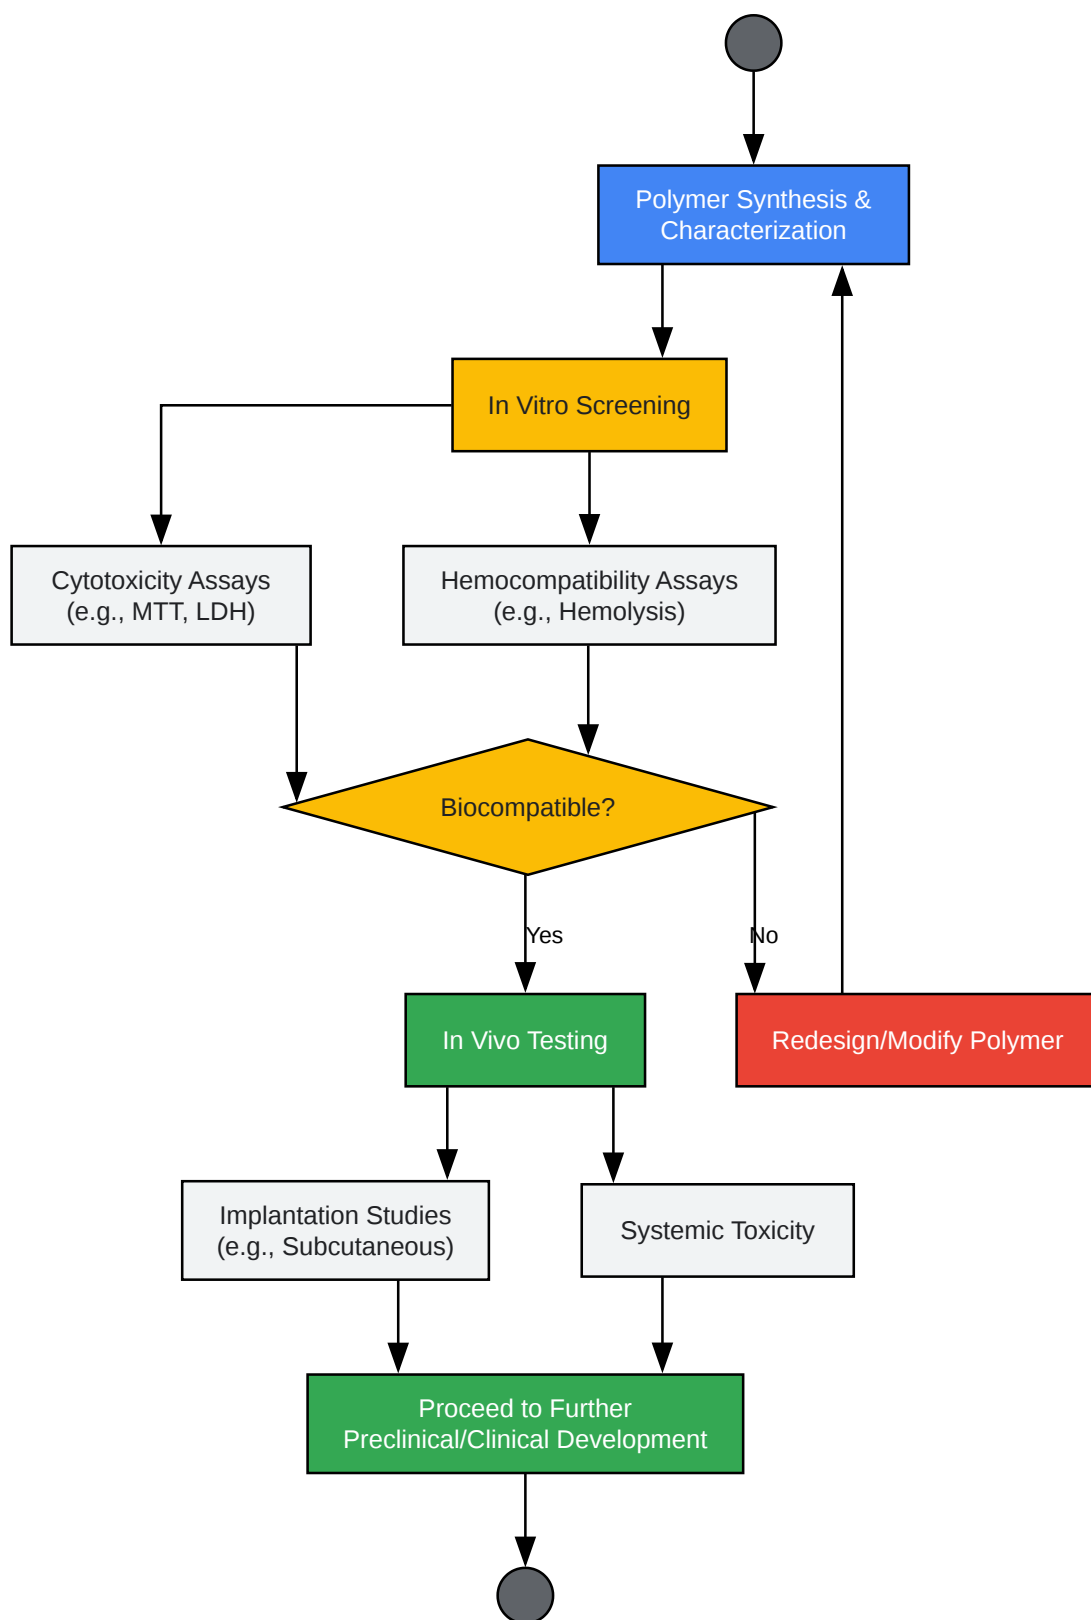 Polymer Synthesis &
Characterization
In Vitro Screening
Cytotoxicity Assays
(e.g., MTT, LDH)
Hemocompatibility Assays
(e.g., Hemolysis)
Biocompatible?
Yes
No
In Vivo Testing
Redesign/Modify Polymer
Implantation Studies
(e.g., Subcutaneous)
Systemic Toxicity
Proceed to Further
Preclinical/Clinical Development